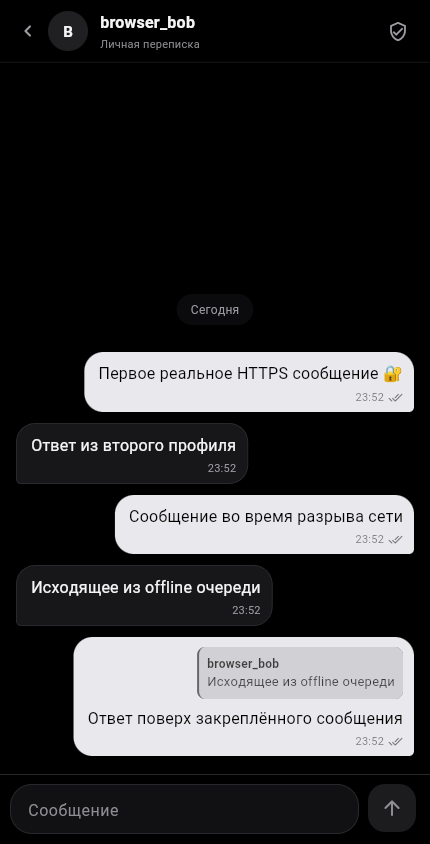 browser_bob
B
Личная переписка
Сегодня
Первое реальное HTTPS сообщение 🔐
23:52
Ответ из второго профиля
23:52
Сообщение во время разрыва сети
23:52
Исходящее из offline очереди
23:52
browser_bob
Исходящее из offline очереди
Ответ поверх закреплённого сообщения
23:52
Сообщение